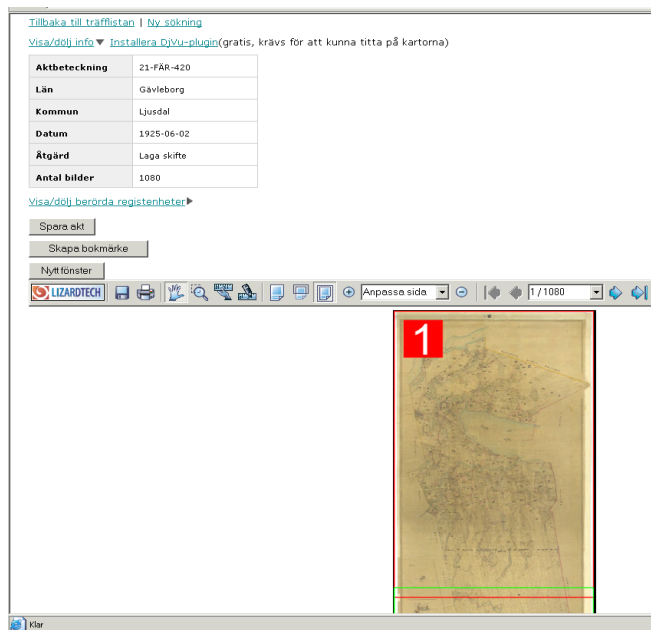 Tillbaka till träfflistan | Ny sökning
Visa/dölj info▼ Installera DjVu-plugin(gratis, krävs för att kunna titta på kartorna)
Aktbeteckning 21-FÄR-420
Län Gävleborg
Kommun Ljusdal
Datum 1925-06-02
Åtgärd Laga skifte
Antal bilder 1080
Visa/dölj berörda registenheter▶
Spara akt
Skapa bokmärke
Nytt fönster
LIZARDTECH Anpassa sida 1 / 1080
1
Klar